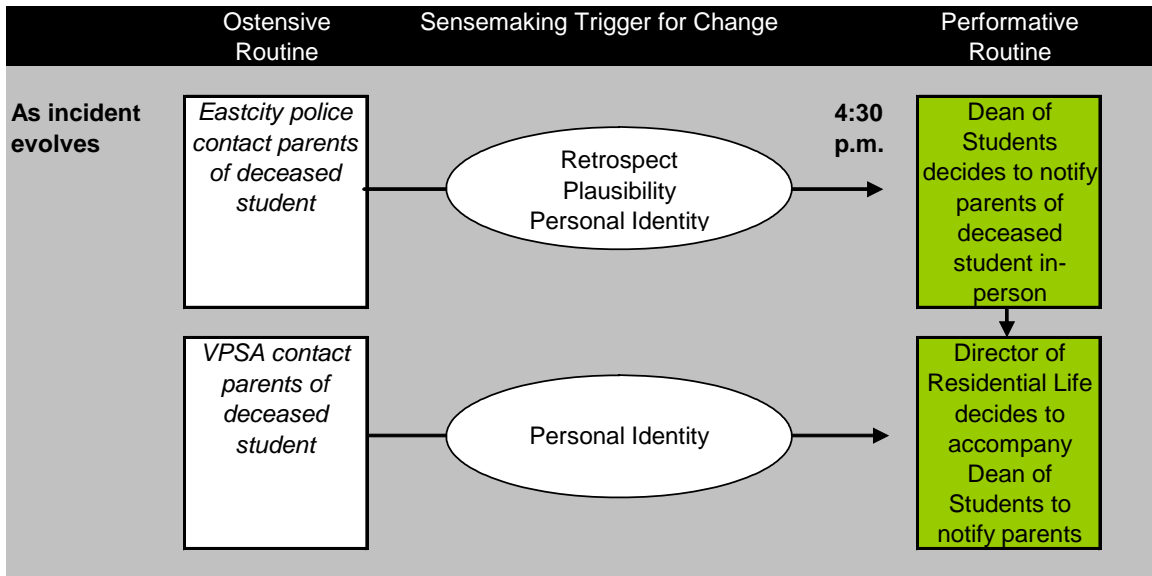 Ostensive
Routine
Sensemaking Trigger for Change
Performative
Routine
As incident
evolves
Eastcity police
contact parents
of deceased
student
Retrospect
Plausibility
Personal Identity
4:30
p.m.
Dean of
Students
decides to notify
parents of
deceased
student in-
person
VPSA contact
parents of
deceased
student
Personal Identity
Director of
Residential Life
decides to
accompany
Dean of
Students to
notify parents